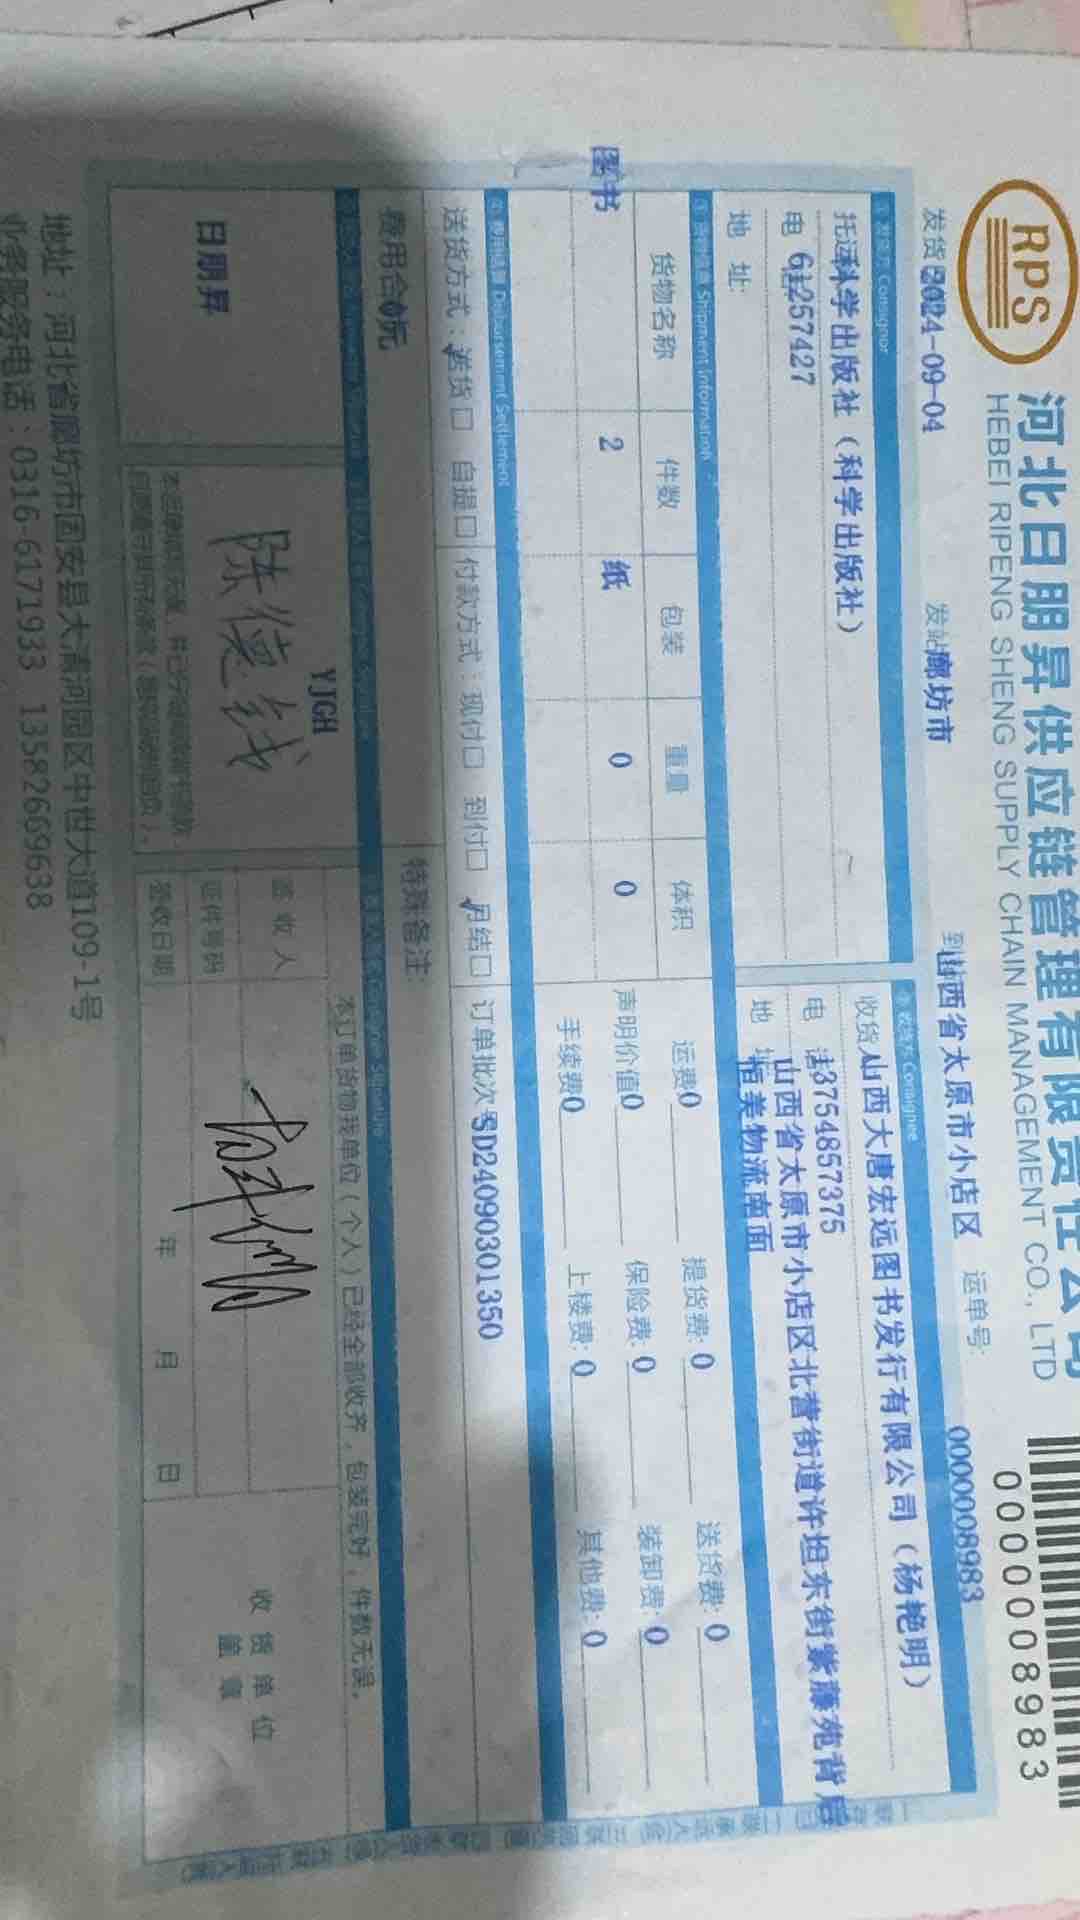 RPS
河北日朋昇供应链管理有限责任公司
HEBEI RIPENG SHENG SUPPLY CHAIN MANAGEMENT CO., LTD
0000008983
发货 2024-09-04 发站 廊坊市 到 山西省太原市小店区 运单号: 0000008983
Consignor
Consignee
托运 科学出版社（科学出版社）
收货人 山西大唐宏远图书发行有限公司（杨艳明）
电 61257427
电 话 13754857375
地 址:
地 山西省太原市小店区北营街道许坦东街紫藤苑背后
恒美物流南面
Shipment Information
货物名称 件数 包装 重量 体积
图书 2 纸 0 0
运费 0 提货费: 0 送货费: 0
声明价值 0 保险费: 0 装卸费: 0
手续费 0 上楼费: 0 其他费: 0
Disbursement Settlement
送货方式: 送货 自提 付款方式: 现付 到付 月结 订单批次 SD24090301350
费用合 0元
特殊备注:
Consignee Signature
日朋昇
YJGH
本订单货物我单位（个人）已经全部收齐，包装完好，件数无误。
签收人
证件号码
签收日期 年 月 日
收货单位
盖章
地址：河北省廊坊市固安县大清河园区中世大道109-1号
业务服务电话：0316-6171933 13582669638